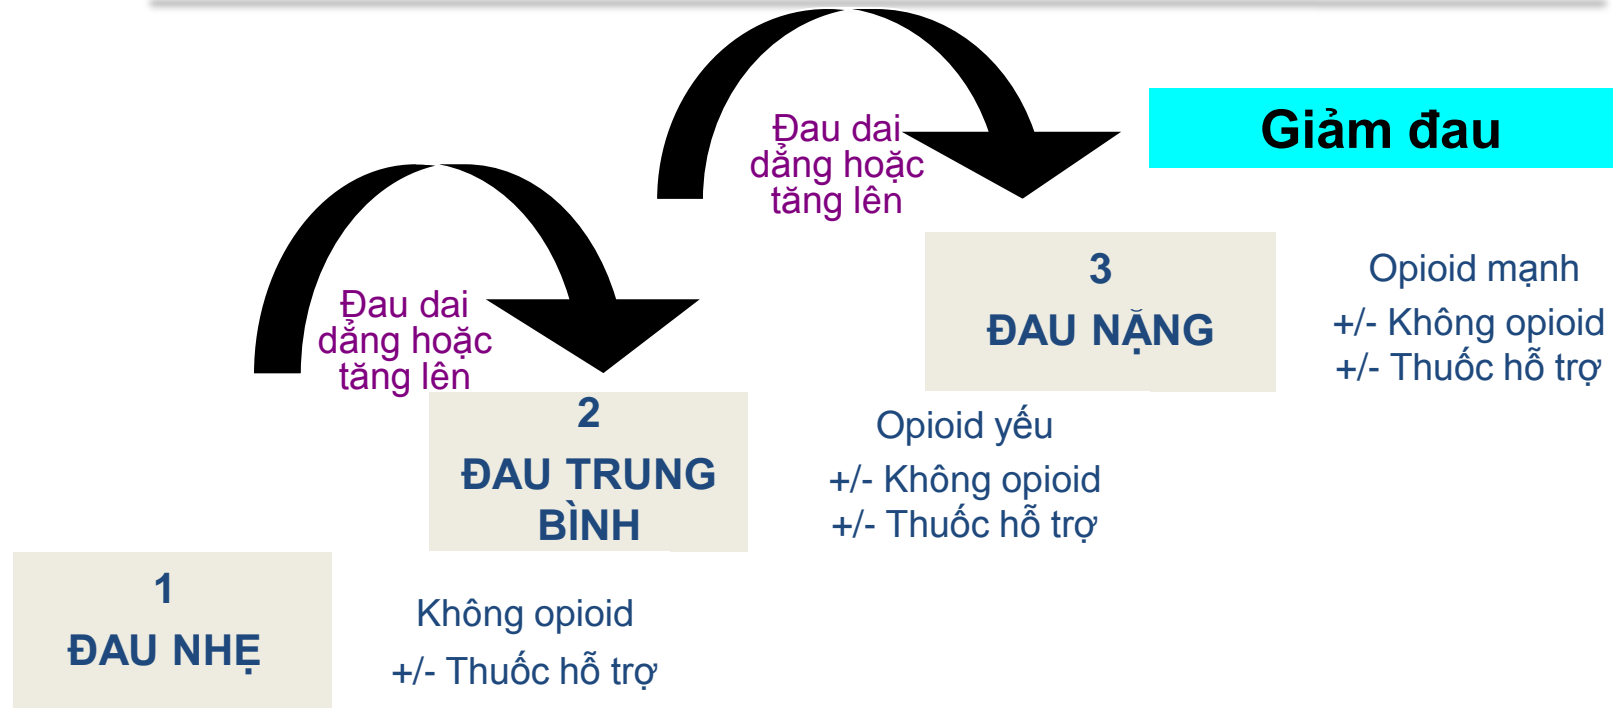 Giảm đau
Đau dai
dẳng hoặc
tăng lên
3
ĐAU NẶNG
Opioid mạnh
+/- Không opioid
+/- Thuốc hỗ trợ
Đau dai
dẳng hoặc
tăng lên
2
ĐAU TRUNG
BÌNH
Opioid yếu
+/- Không opioid
+/- Thuốc hỗ trợ
1
ĐAU NHẸ
Không opioid
+/- Thuốc hỗ trợ